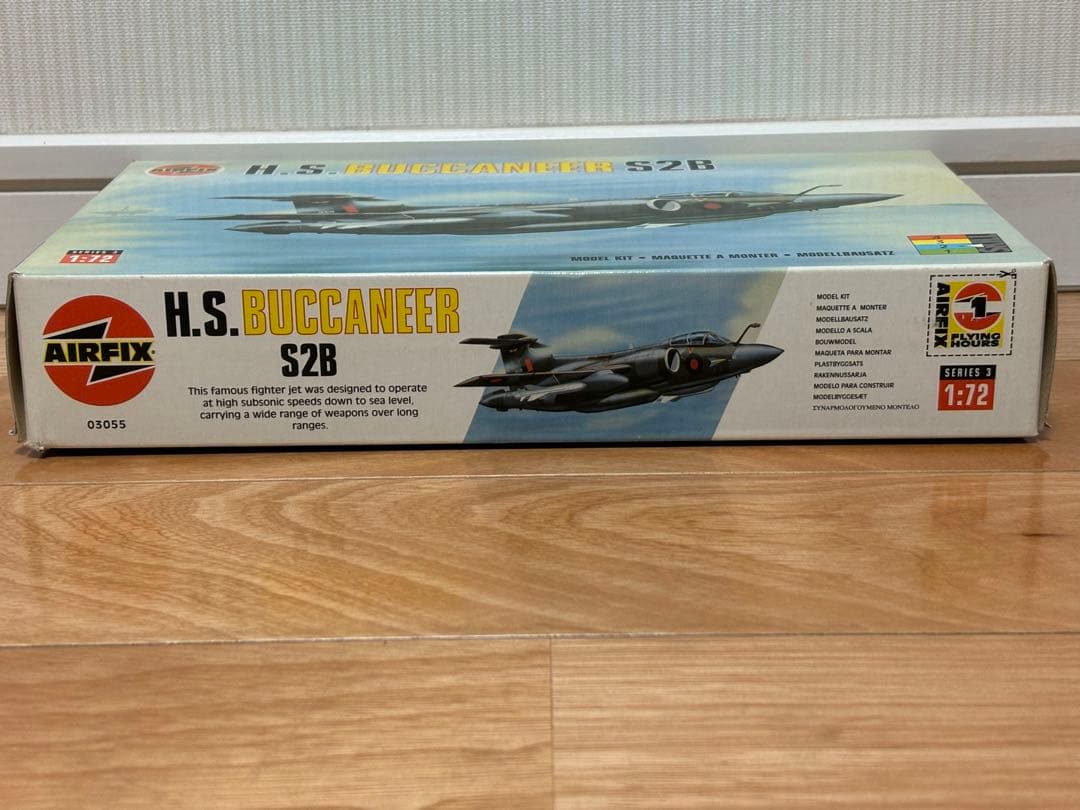 AIRFIX
H.S. BUCCANEER S2B
SERIES 3
1:72
MODEL KIT - MAQUETTE A MONTER - MODELLBAUSATZ
AIRFIX
03055
H.S. BUCCANEER
S2B
This famous fighter jet was designed to operate
at high subsonic speeds down to sea level,
carrying a wide range of weapons over long
ranges.
MODEL KIT
MAQUETTE A MONTER
MODELLBAUSATZ
MODELLO A SCALA
BOUWMODEL
MAQUETA PARA MONTAR
PLASTBYGGSATS
RAKENNUSSARJA
MODELO PARA CONSTRUIR
MODELBYGGESÆT
ΣΥΝΑΡΜΟΛΟΓΟΥΜΕΝΟ ΜΟΝΤΕΛΟ
AIRFIX
1
FLYING
HOURS
SERIES 3
1:72